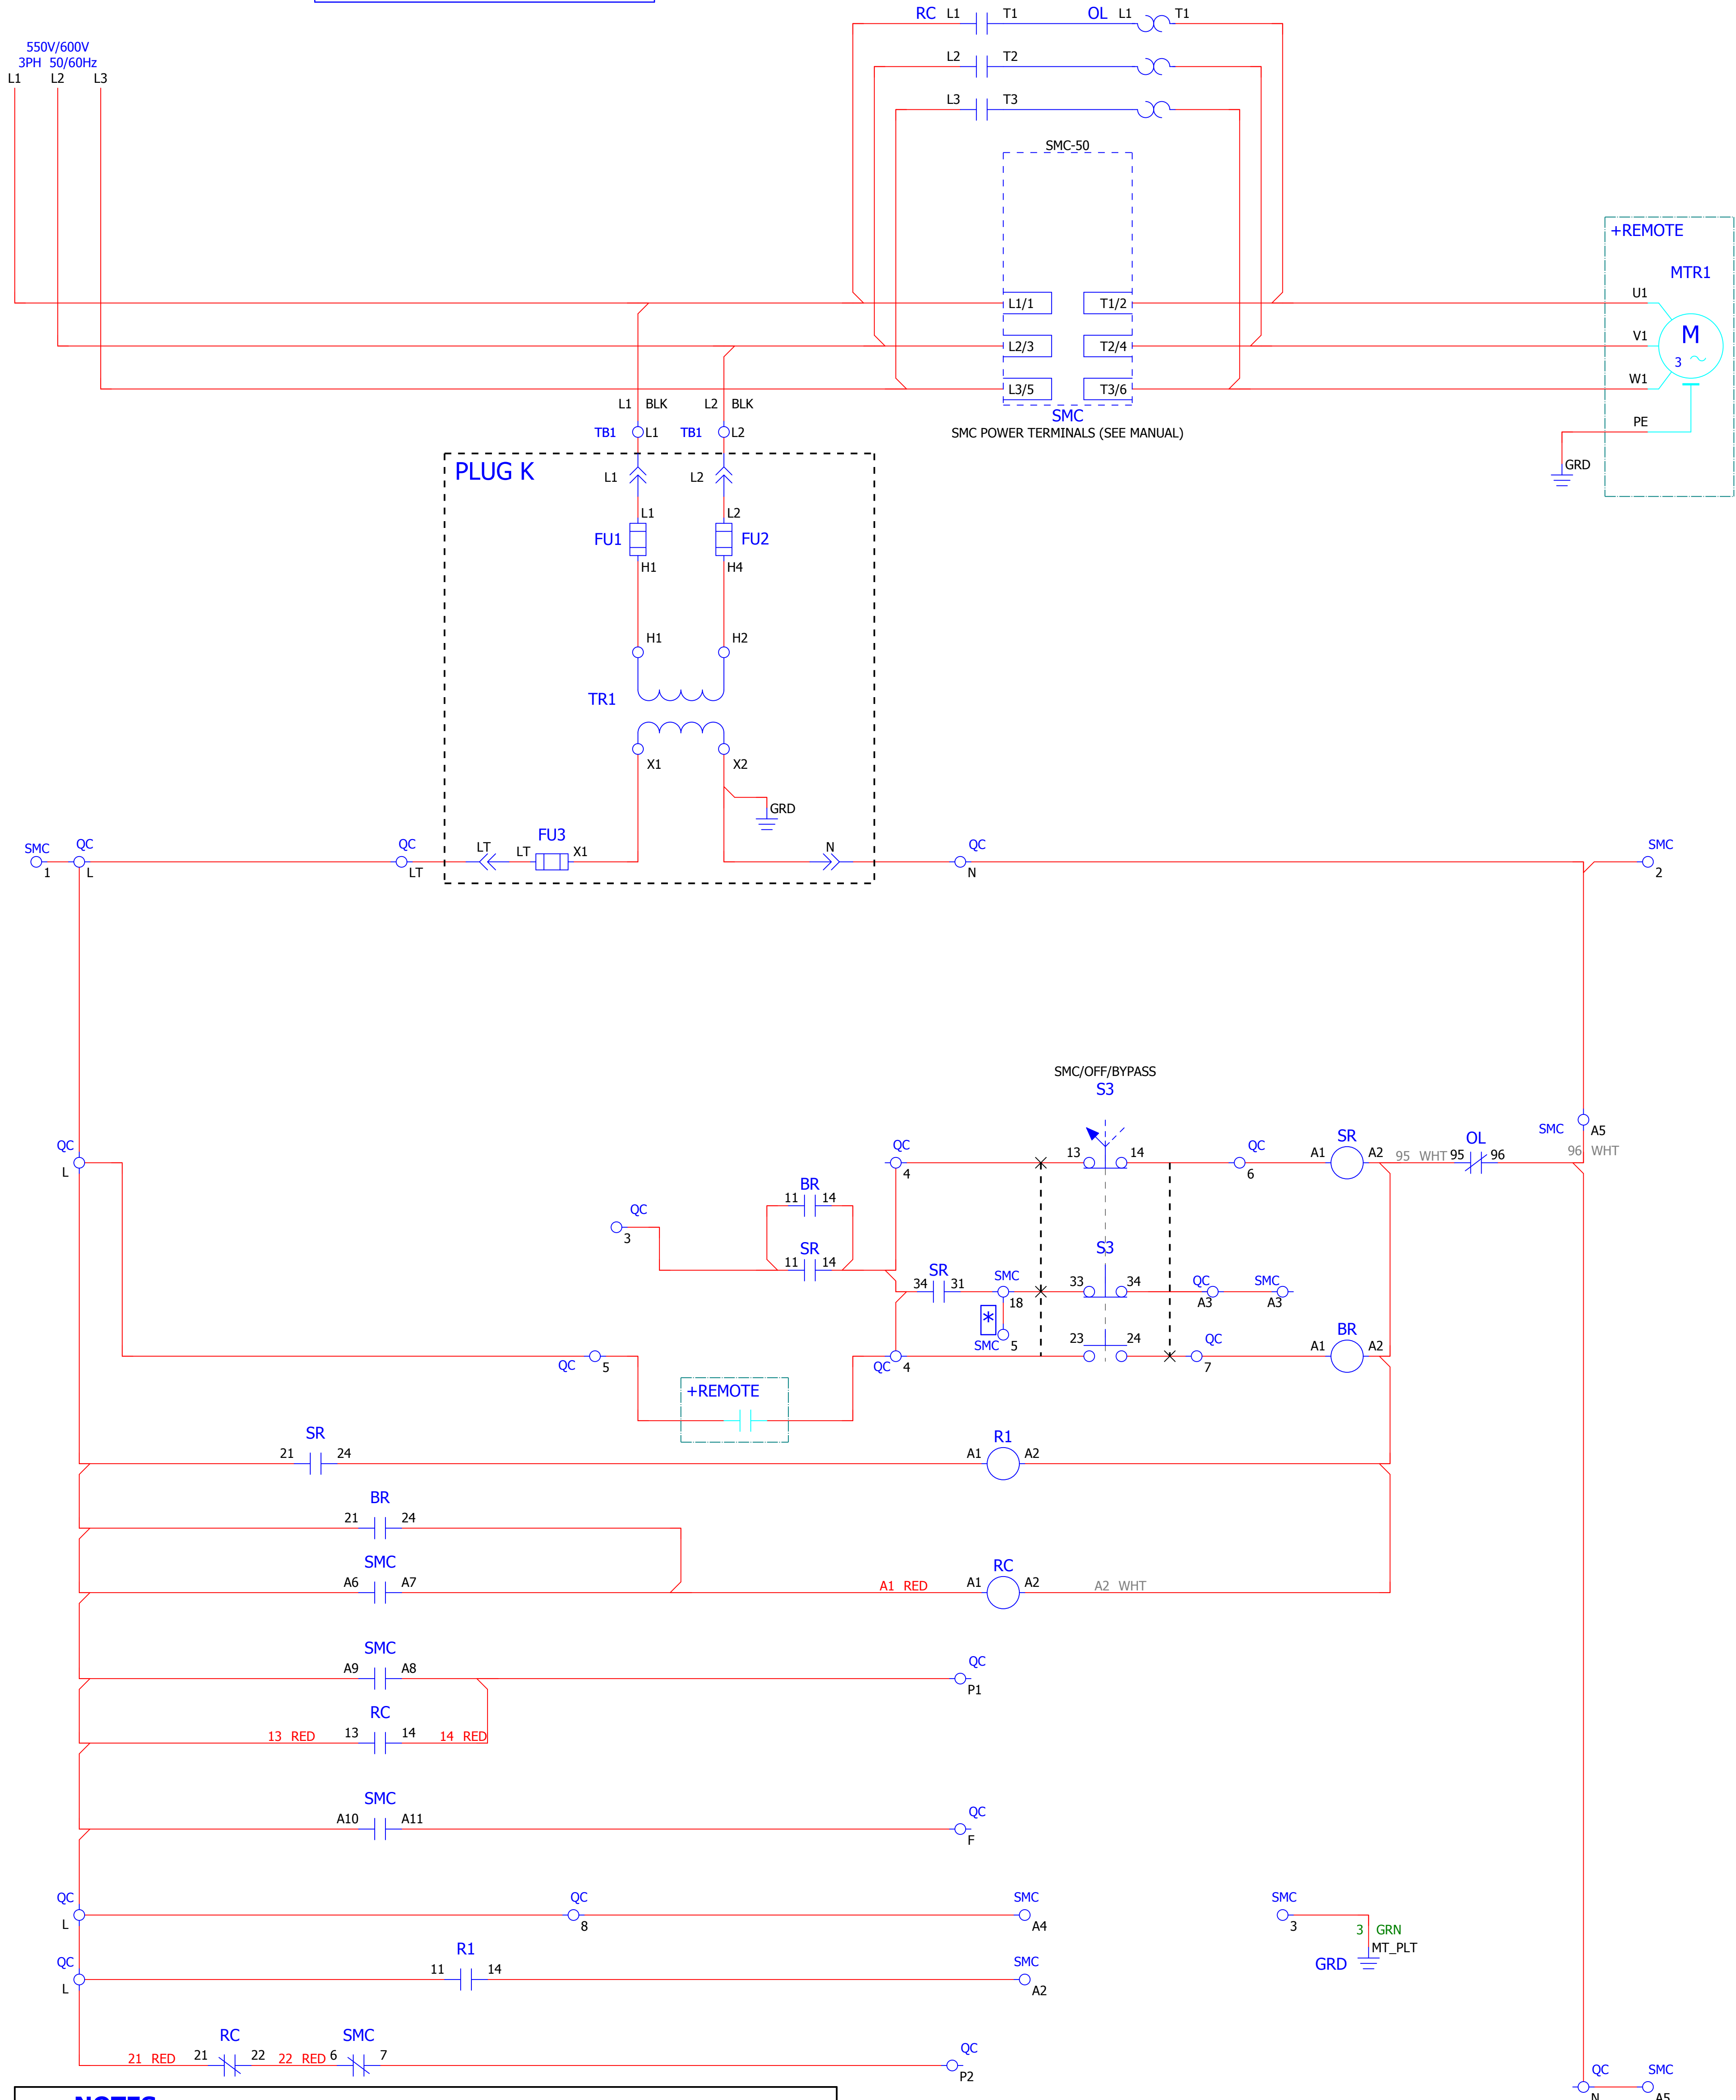 RC L1 T1 OL L1 T1
550V/600V
3PH 50/60Hz
L1 L2 L3
L2 T2
L3 T3
SMC-50
+REMOTE
MTR1
L1/1 T1/2 U1
L2/3 T2/4 V1
M
3
L3/5 T3/6 W1
L1 BLK L2 BLK
SMC
SMC POWER TERMINALS (SEE MANUAL)
PE
GRD
TB1 L1 TB1 L2
PLUG K
L1 L2
L1 L2
FU1 FU2
H1 H4
H1 H2
TR1
X1 X2
GRD
SMC QC QC FU3 QC SMC
LT LT X1 N
1 L LT N 2
SMC/OFF/BYPASS
S3
SMC A5
QC QC 13 14 QC SR OL
A1 A2 95 WHT 95 96 96 WHT
L 4 6
BR
11 14
QC
3
SR
11 14
S3
SR
34 31 SMC 33 34 QC SMC
18 A3 A3
*
SMC 5
23 24 QC BR
A1 A2
QC 5 QC 4 7
+REMOTE
SR R1
21 24 A1 A2
BR
21 24
SMC RC
A6 A7 A1 RED A1 A2 A2 WHT
SMC QC
A9 A8 P1
RC
13 RED 13 14 14 RED
SMC QC
A10 A11 F
QC QC SMC SMC
L 8 A4 3
3 GRN
MT_PLT
GRD
QC R1 SMC
11 14
L A2
RC SMC QC
21 RED 21 22 22 RED 6 7 P2
QC SMC
N A5
NOTES